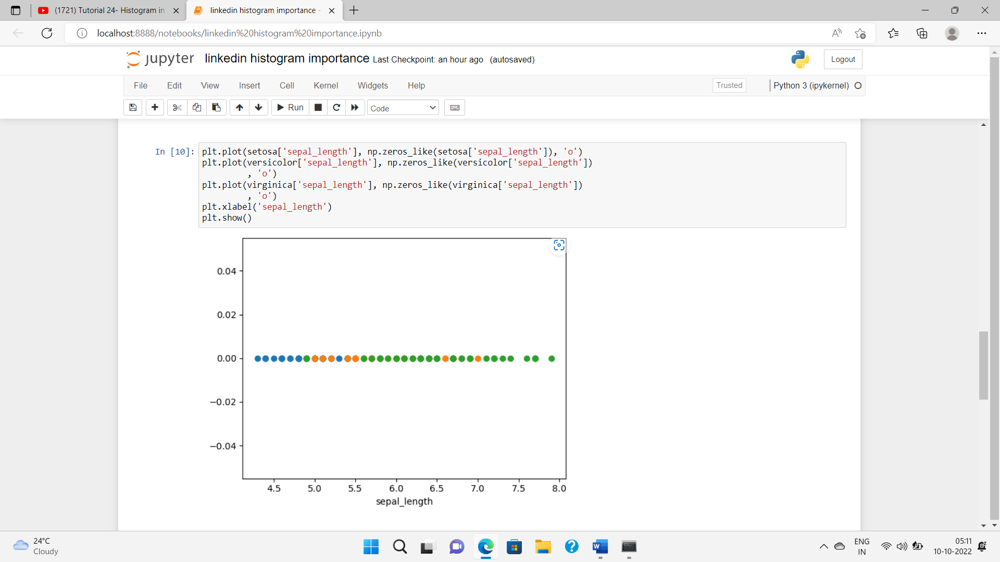 (1721) Tutorial 24- Histogram in
linkedin histogram importance -
localhost:8888/notebooks/linkedin%20histogram%20importance.ipynb
jupyter linkedin histogram importance Last Checkpoint: an hour ago (autosaved)
Logout
File Edit View Insert Cell Kernel Widgets Help
Trusted Python 3 (ipykernel)
Run Code
In [10]: plt.plot(setosa['sepal_length'], np.zeros_like(setosa['sepal_length']), 'o')
plt.plot(versicolor['sepal_length'], np.zeros_like(versicolor['sepal_length'])
, 'o')
plt.plot(virginica['sepal_length'], np.zeros_like(virginica['sepal_length'])
, 'o')
plt.xlabel('sepal_length')
plt.show()
0.04
0.02
0.00
−0.02
−0.04
4.5 5.0 5.5 6.0 6.5 7.0 7.5 8.0
sepal_length
24°C
Cloudy
ENG
IN
05:11
10-10-2022